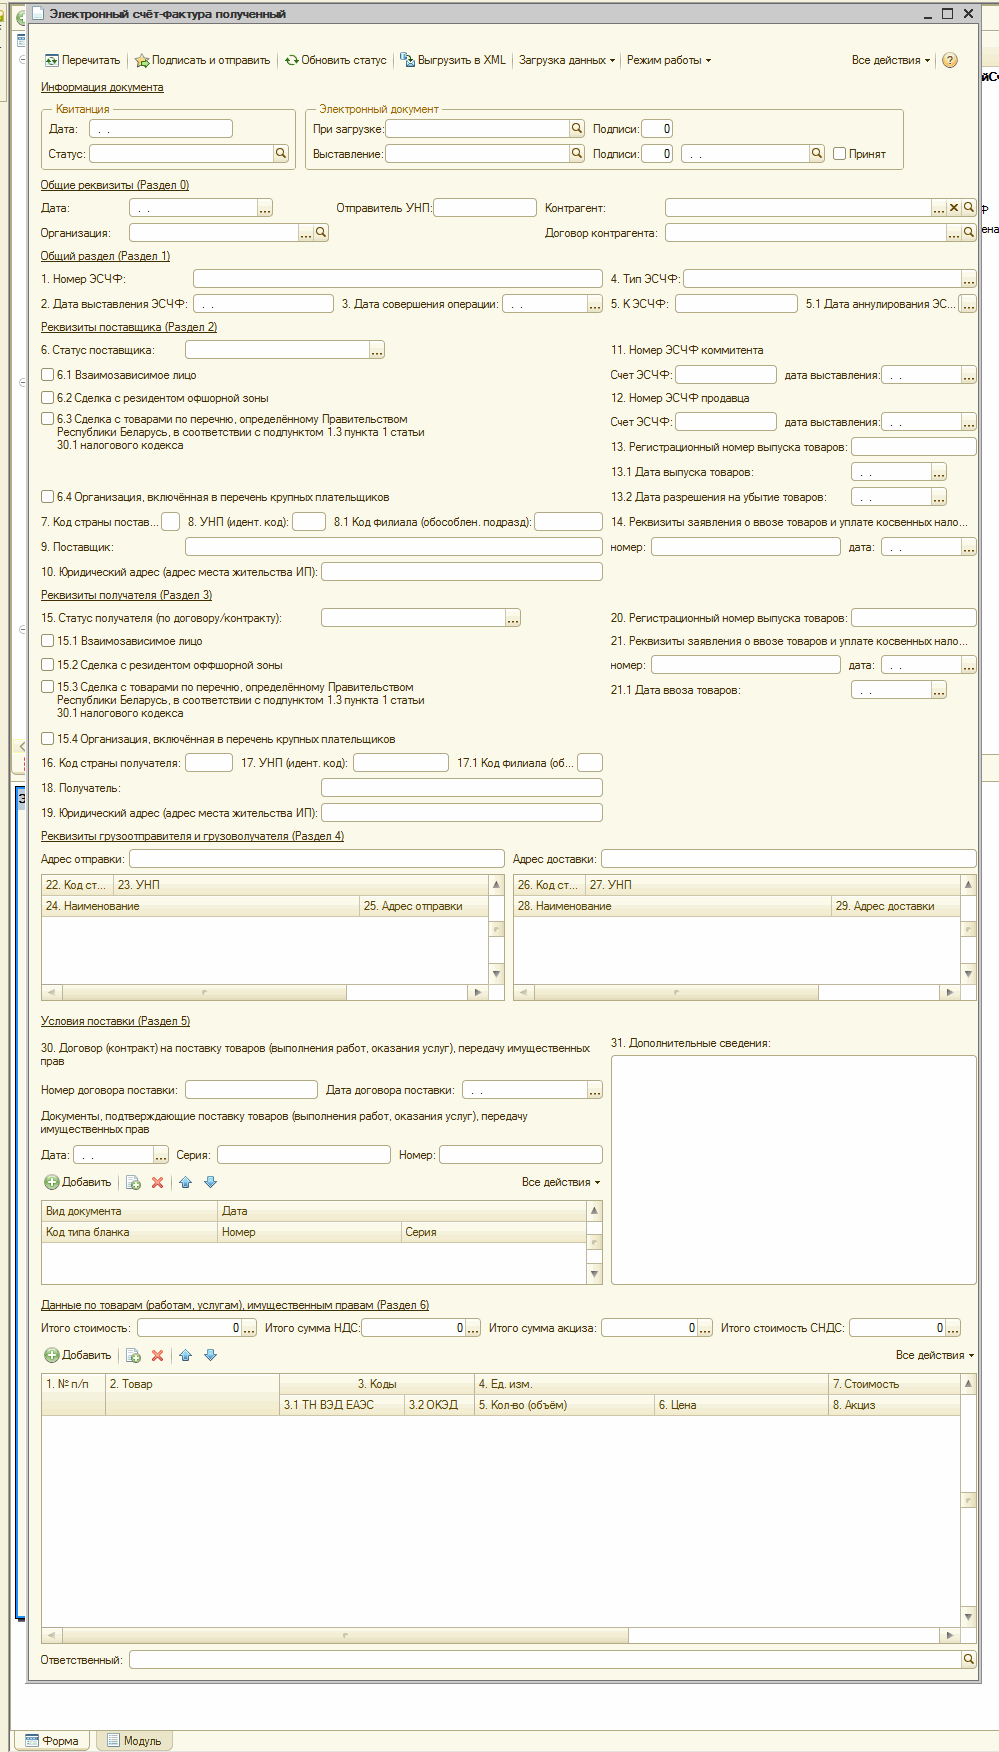 Электронный счёт-фактура полученный
Перечитать Подписать и отправить Обновить статус Выгрузить в XML Загрузка данных Режим работы Все действия ?
Информация документа
Квитанция Электронный документ
Дата: . . При загрузке: Подписи: 0
Статус: Выставление: Подписи: 0 . . Принят
Общие реквизиты (Раздел 0)
Дата: . . Отправитель УНП: Контрагент:
Организация: Договор контрагента:
Общий раздел (Раздел 1)
1. Номер ЭСЧФ: 4. Тип ЭСЧФ:
2. Дата выставления ЭСЧФ: . . 3. Дата совершения операции: . . 5. К ЭСЧФ: 5.1 Дата аннулирования ЭС...
Реквизиты поставщика (Раздел 2)
6. Статус поставщика: 11. Номер ЭСЧФ коммитента
6.1 Взаимозависимое лицо Счет ЭСЧФ: дата выставления: . .
6.2 Сделка с резидентом офшорной зоны 12. Номер ЭСЧФ продавца
6.3 Сделка с товарами по перечню, определённому Правительством Счет ЭСЧФ: дата выставления: . .
Республики Беларусь, в соответствии с подпунктом 1.3 пункта 1 статьи
30.1 налогового кодекса 13. Регистрационный номер выпуска товаров:
13.1 Дата выпуска товаров: . .
6.4 Организация, включённая в перечень крупных плательщиков 13.2 Дата разрешения на убытие товаров: . .
7. Код страны постав... 8. УНП (идент. код): 8.1 Код филиала (обособлен. подразд): 14. Реквизиты заявления о ввозе товаров и уплате косвенных нало...
9. Поставщик: номер: дата: . .
10. Юридический адрес (адрес места жительства ИП):
Реквизиты получателя (Раздел 3)
15. Статус получателя (по договору/контракту): 20. Регистрационный номер выпуска товаров:
15.1 Взаимозависимое лицо 21. Реквизиты заявления о ввозе товаров и уплате косвенных нало...
15.2 Сделка с резидентом оффшорной зоны номер: дата: . .
15.3 Сделка с товарами по перечню, определённому Правительством 21.1 Дата ввоза товаров: . .
Республики Беларусь, в соответствии с подпунктом 1.3 пункта 1 статьи
30.1 налогового кодекса
15.4 Организация, включённая в перечень крупных плательщиков
16. Код страны получателя: 17. УНП (идент. код): 17.1 Код филиала (об...
18. Получатель:
19. Юридический адрес (адрес места жительства ИП):
Реквизиты грузоотправителя и грузоволучателя (Раздел 4)
Адрес отправки: Адрес доставки:
22. Код ст... 23. УНП 26. Код ст... 27. УНП
24. Наименование 25. Адрес отправки 28. Наименование 29. Адрес доставки
Условия поставки (Раздел 5)
30. Договор (контракт) на поставку товаров (выполнения работ, оказания услуг), передачу имущественных 31. Дополнительные сведения:
прав
Номер договора поставки: Дата договора поставки: . .
Документы, подтверждающие поставку товаров (выполнения работ, оказания услуг), передачу
имущественных прав
Дата: . . Серия: Номер:
Добавить Все действия
Вид документа Дата
Код типа бланка Номер Серия
Данные по товарам (работам, услугам), имущественным правам (Раздел 6)
Итого стоимость: 0 Итого сумма НДС: 0 Итого сумма акциза: 0 Итого стоимость СНДС: 0
Добавить Все действия
1. № п/п 2. Товар 3. Коды 4. Ед. изм. 7. Стоимость
3.1 ТН ВЭД ЕАЭС 3.2 ОКЭД 5. Кол-во (объём) 6. Цена 8. Акциз
Ответственный:
Форма Модуль